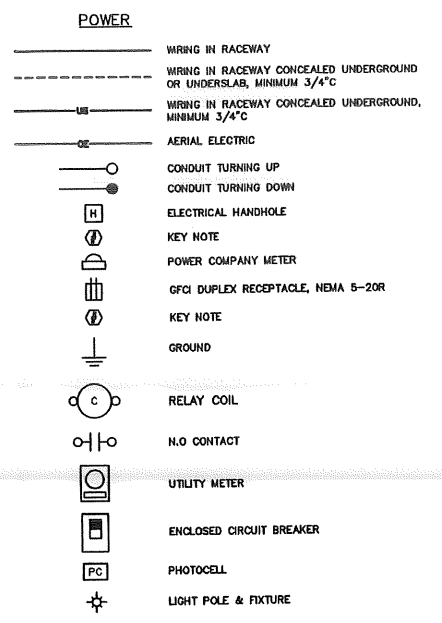 POWER
WIRING IN RACEWAY
WIRING IN RACEWAY CONCEALED UNDERGROUND
OR UNDERSLAB, MINIMUM 3/4"C
UG
WIRING IN RACEWAY CONCEALED UNDERGROUND,
MINIMUM 3/4"C
OE
AERIAL ELECTRIC
CONDUIT TURNING UP
CONDUIT TURNING DOWN
H
ELECTRICAL HANDHOLE
KEY NOTE
POWER COMPANY METER
GFCI DUPLEX RECEPTACLE, NEMA 5-20R
KEY NOTE
GROUND
C
RELAY COIL
N.O CONTACT
UTILITY METER
ENCLOSED CIRCUIT BREAKER
PC
PHOTOCELL
LIGHT POLE & FIXTURE